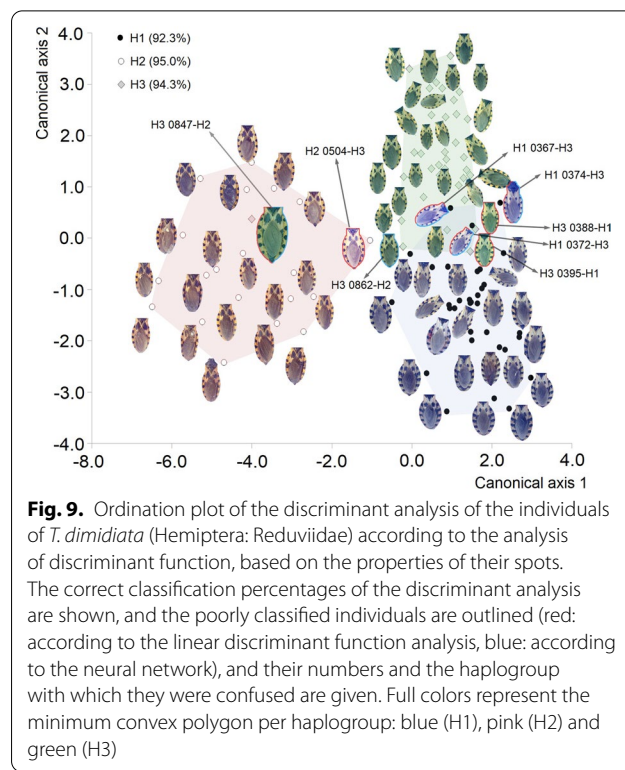 4.0
3.0
2.0
1.0
0.0
-1.0
-2.0
-3.0
-4.0
Canonical axis 2
H1 (92.3%)
H2 (95.0%)
H3 (94.3%)
H3 0847-H2
H2 0504-H3
H1 0367-H3
H1 0374-H3
H3 0388-H1
H1 0372-H3
H3 0395-H1
H3 0862-H2
-8.0 -6.0 -4.0 -2.0 0.0 2.0 4.0
Canonical axis 1
Fig. 9. Ordination plot of the discriminant analysis of the individuals
of T. dimidiata (Hemiptera: Reduviidae) according to the analysis
of discriminant function, based on the properties of their spots.
The correct classification percentages of the discriminant analysis
are shown, and the poorly classified individuals are outlined (red:
according to the linear discriminant function analysis, blue: according
to the neural network), and their numbers and the haplogroup
with which they were confused are given. Full colors represent the
minimum convex polygon per haplogroup: blue (H1), pink (H2) and
green (H3)